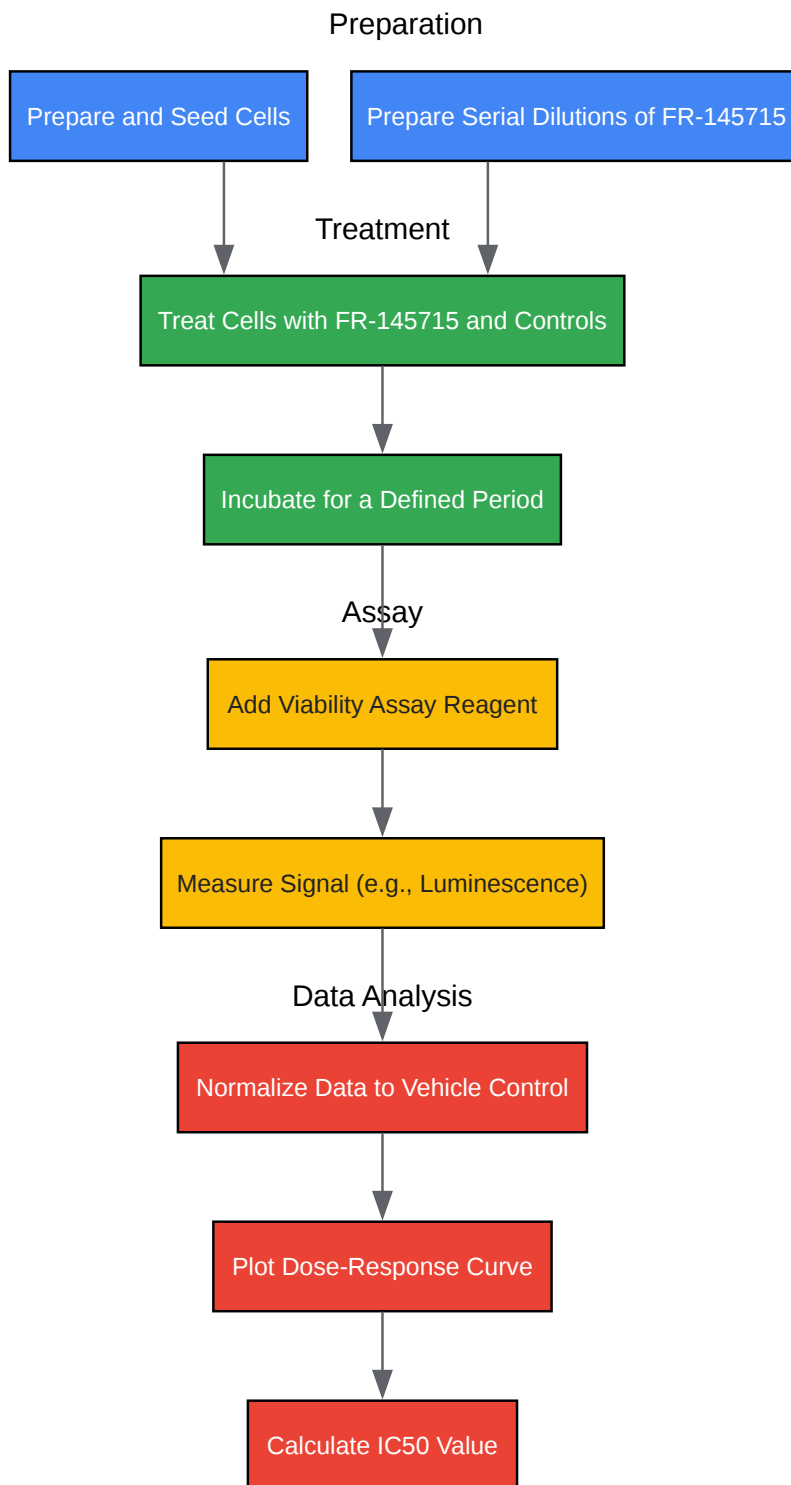 Preparation
Prepare and Seed Cells
Prepare Serial Dilutions of FR-145715
Treatment
Treat Cells with FR-145715 and Controls
Incubate for a Defined Period
Assay
Add Viability Assay Reagent
Measure Signal (e.g., Luminescence)
Data Analysis
Normalize Data to Vehicle Control
Plot Dose-Response Curve
Calculate IC50 Value